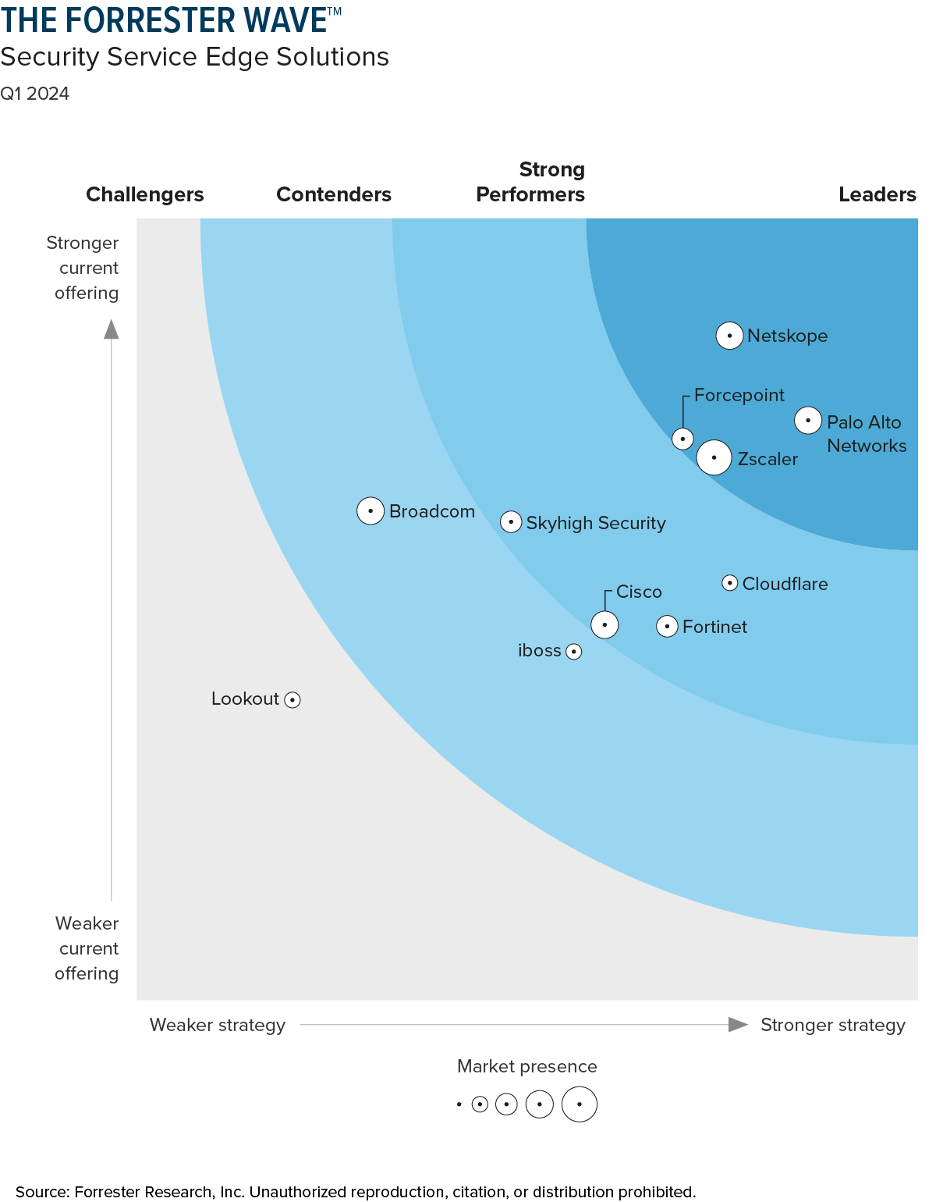 THE FORRESTER WAVE™
Security Service Edge Solutions
Q1 2024
Challengers
Contenders
Strong
Performers
Leaders
Stronger
current
offering
Netskope
Forcepoint
Palo Alto
Networks
Zscaler
Broadcom
Skyhigh Security
Cloudflare
Cisco
Fortinet
iboss
Lookout
Weaker
current
offering
Weaker strategy
Stronger strategy
Market presence
Source: Forrester Research, Inc. Unauthorized reproduction, citation, or distribution prohibited.